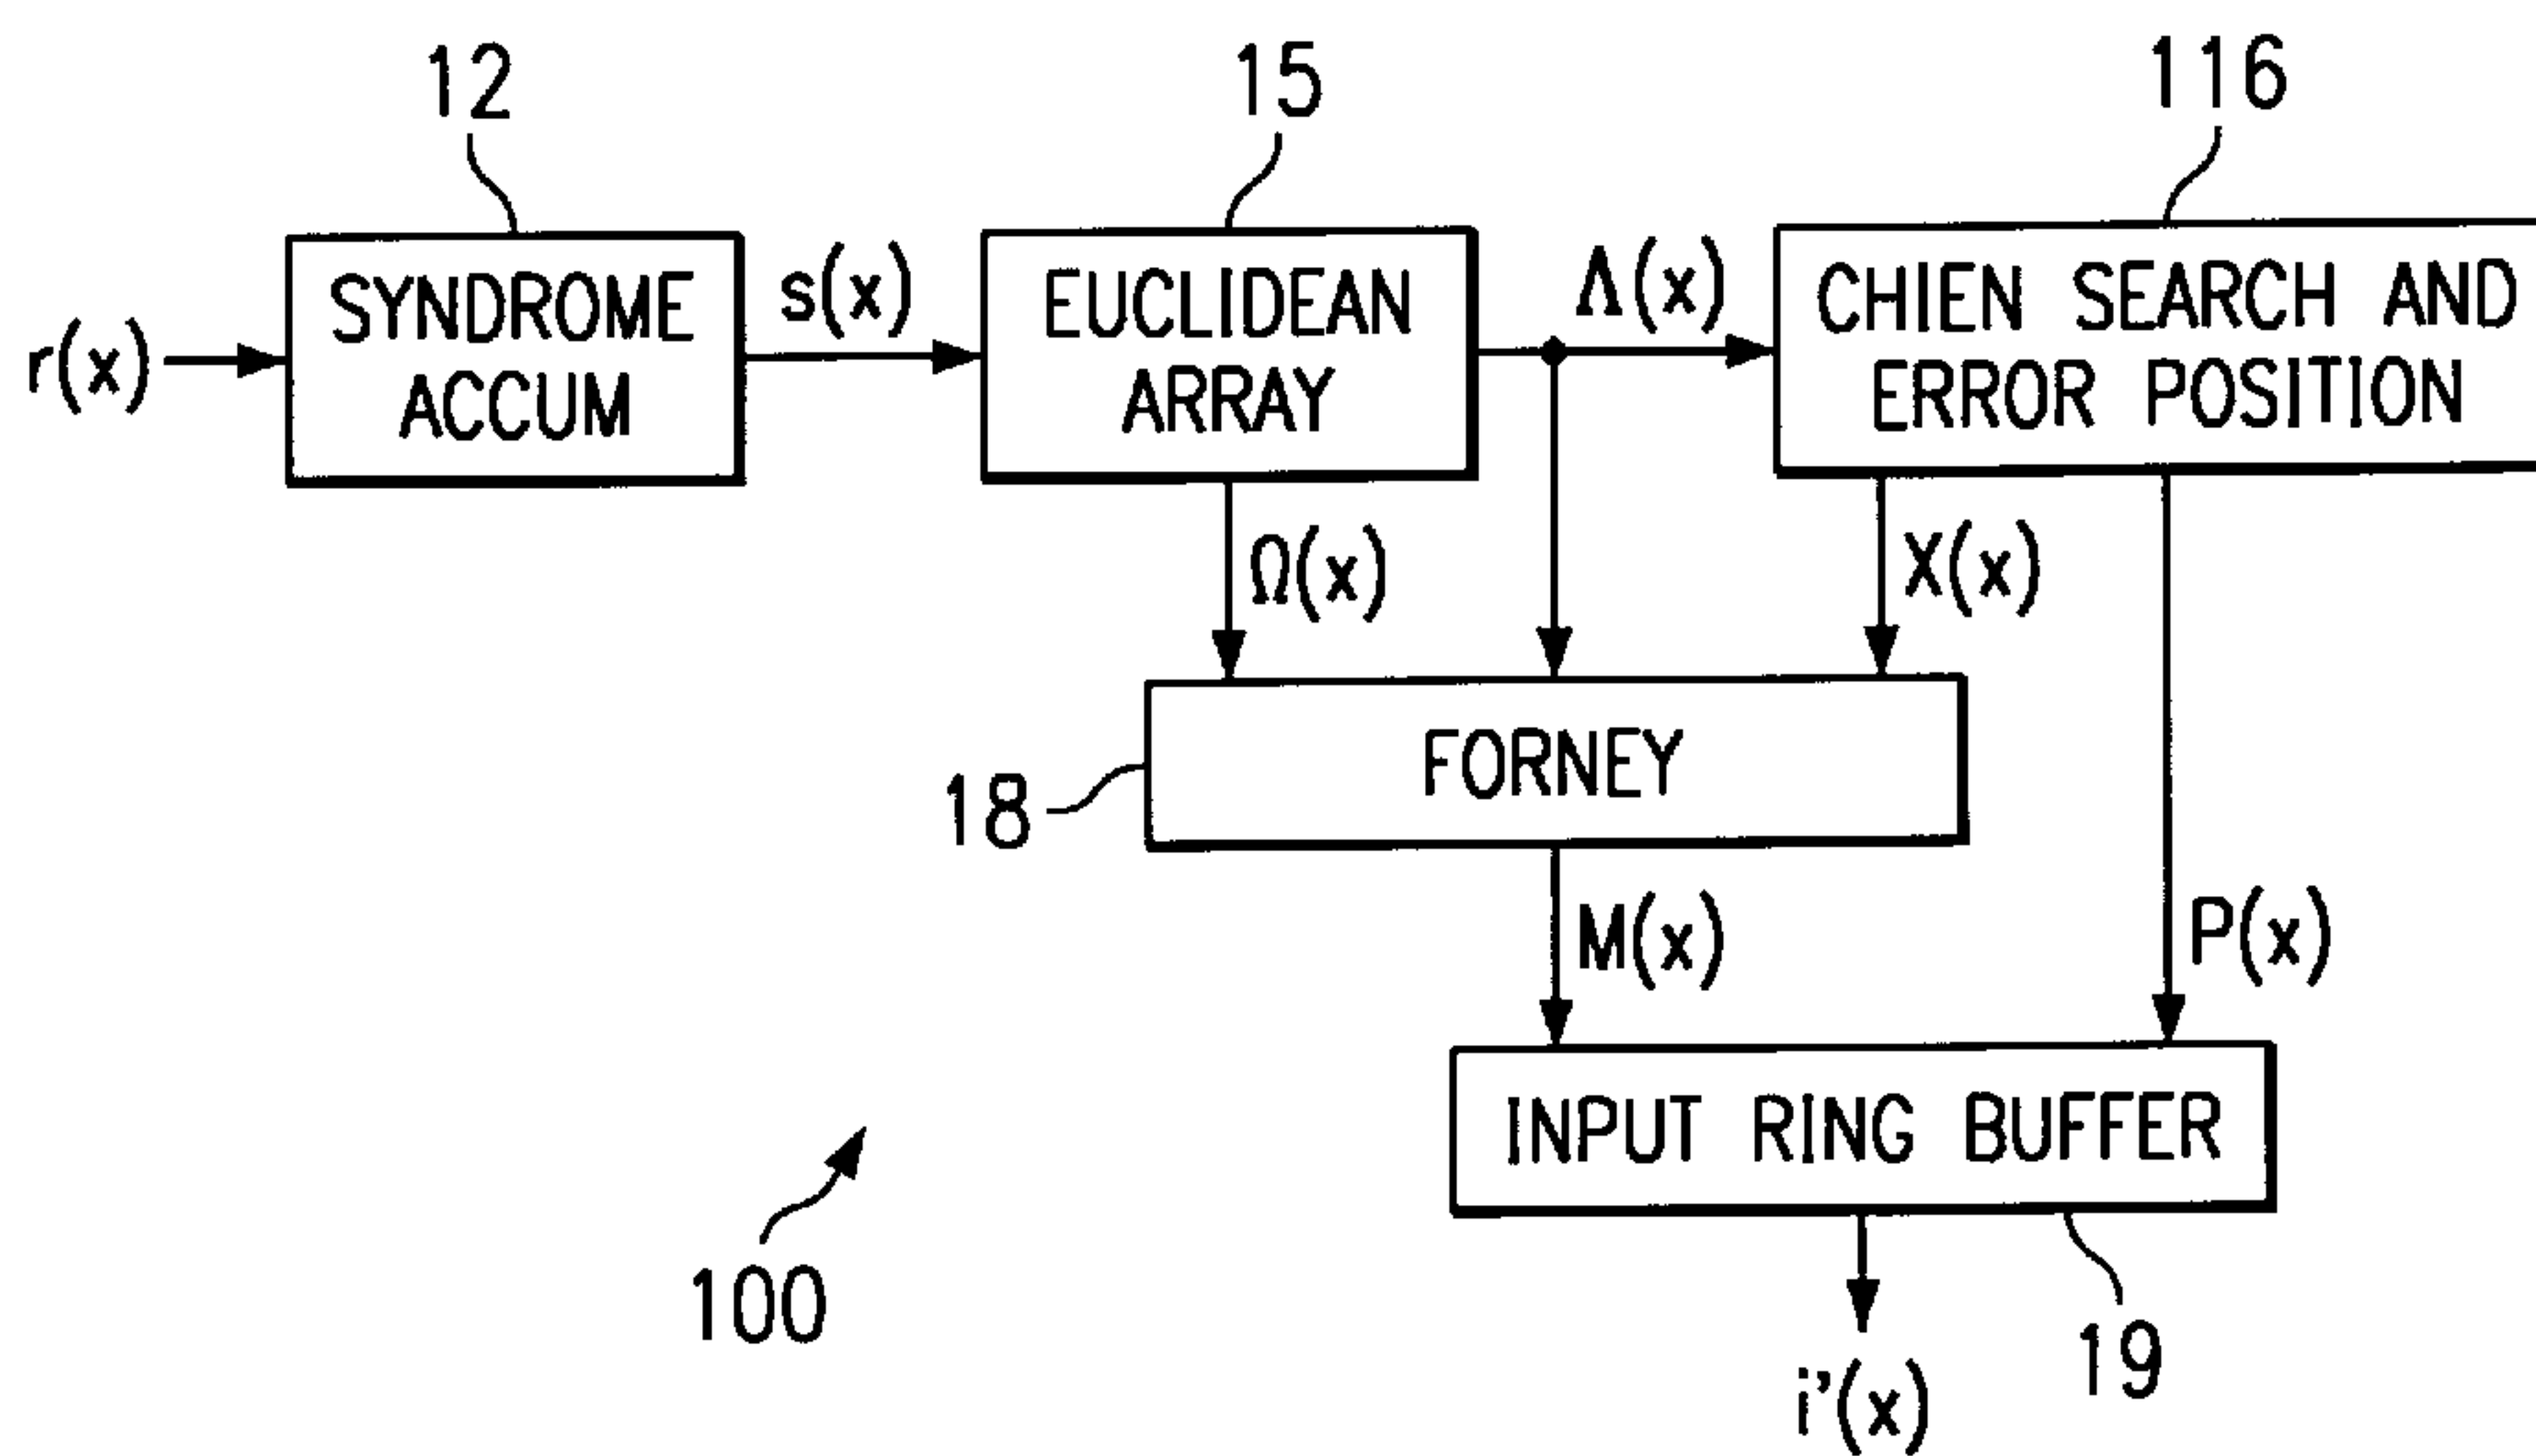 12
15
116
r(x)
SYNDROME
ACCUM
s(x)
EUCLIDEAN
ARRAY
Λ(x)
CHIEN SEARCH AND
ERROR POSITION
Ω(x)
X(x)
18
FORNEY
M(x)
P(x)
INPUT RING BUFFER
100
19
i'(x)